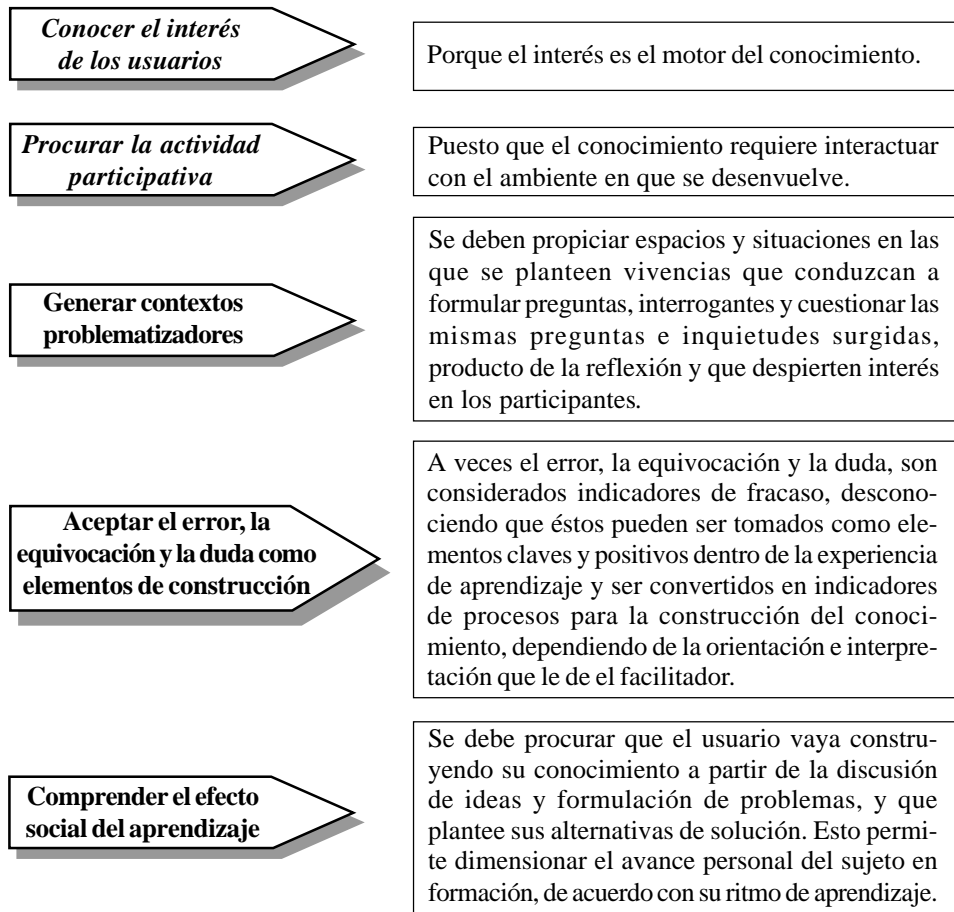 Conocer el interés
de los usuarios
Porque el interés es el motor del conocimiento.
Procurar la actividad
participativa
Puesto que el conocimiento requiere interactuar
con el ambiente en que se desenvuelve.
Generar contextos
problematizadores
Se deben propiciar espacios y situaciones en las
que se planteen vivencias que conduzcan a
formular preguntas, interrogantes y cuestionar las
mismas preguntas e inquietudes surgidas,
producto de la reflexión y que despierten interés
en los participantes.
Aceptar el error, la
equivocación y la duda como
elementos de construcción
A veces el error, la equivocación y la duda, son
considerados indicadores de fracaso, descono-
ciendo que éstos pueden ser tomados como ele-
mentos claves y positivos dentro de la experiencia
de aprendizaje y ser convertidos en indicadores
de procesos para la construcción del conoci-
miento, dependiendo de la orientación e interpre-
tación que le de el facilitador.
Comprender el efecto
social del aprendizaje
Se debe procurar que el usuario vaya constru-
yendo su conocimiento a partir de la discusión
de ideas y formulación de problemas, y que
plantee sus alternativas de solución. Esto permi-
te dimensionar el avance personal del sujeto en
formación, de acuerdo con su ritmo de aprendizaje.